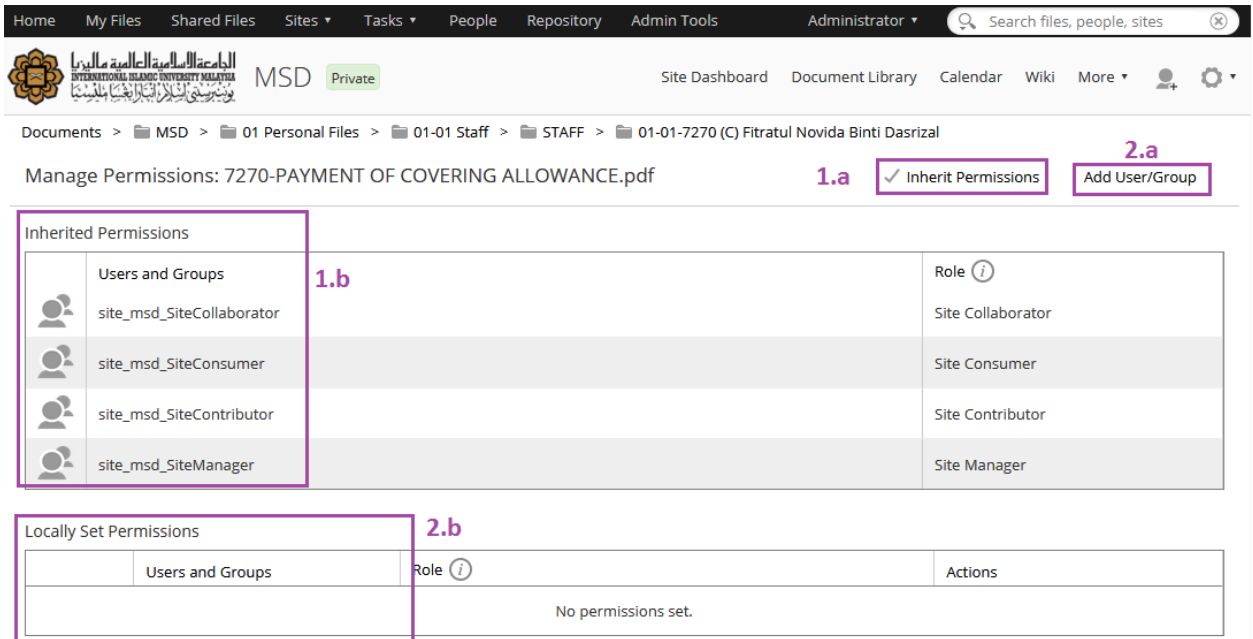 Home My Files Shared Files Sites ▾ Tasks ▾ People Repository Admin Tools Administrator ▾ Search files, people, sites
الجامعة الإسلامية العالمية ماليزيا
INTERNATIONAL ISLAMIC UNIVERSITY MALAYSIA
MSD Private Site Dashboard Document Library Calendar Wiki More ▾
Documents > MSD > 01 Personal Files > 01-01 Staff > STAFF > 01-01-7270 (C) Fitratul Novida Binti Dasrizal
2.a
Manage Permissions: 7270-PAYMENT OF COVERING ALLOWANCE.pdf 1.a ✓ Inherit Permissions Add User/Group
Inherited Permissions
Users and Groups 1.b Role i
site_msd_SiteCollaborator Site Collaborator
site_msd_SiteConsumer Site Consumer
site_msd_SiteContributor Site Contributor
site_msd_SiteManager Site Manager
Locally Set Permissions 2.b
Users and Groups Role i Actions
No permissions set.